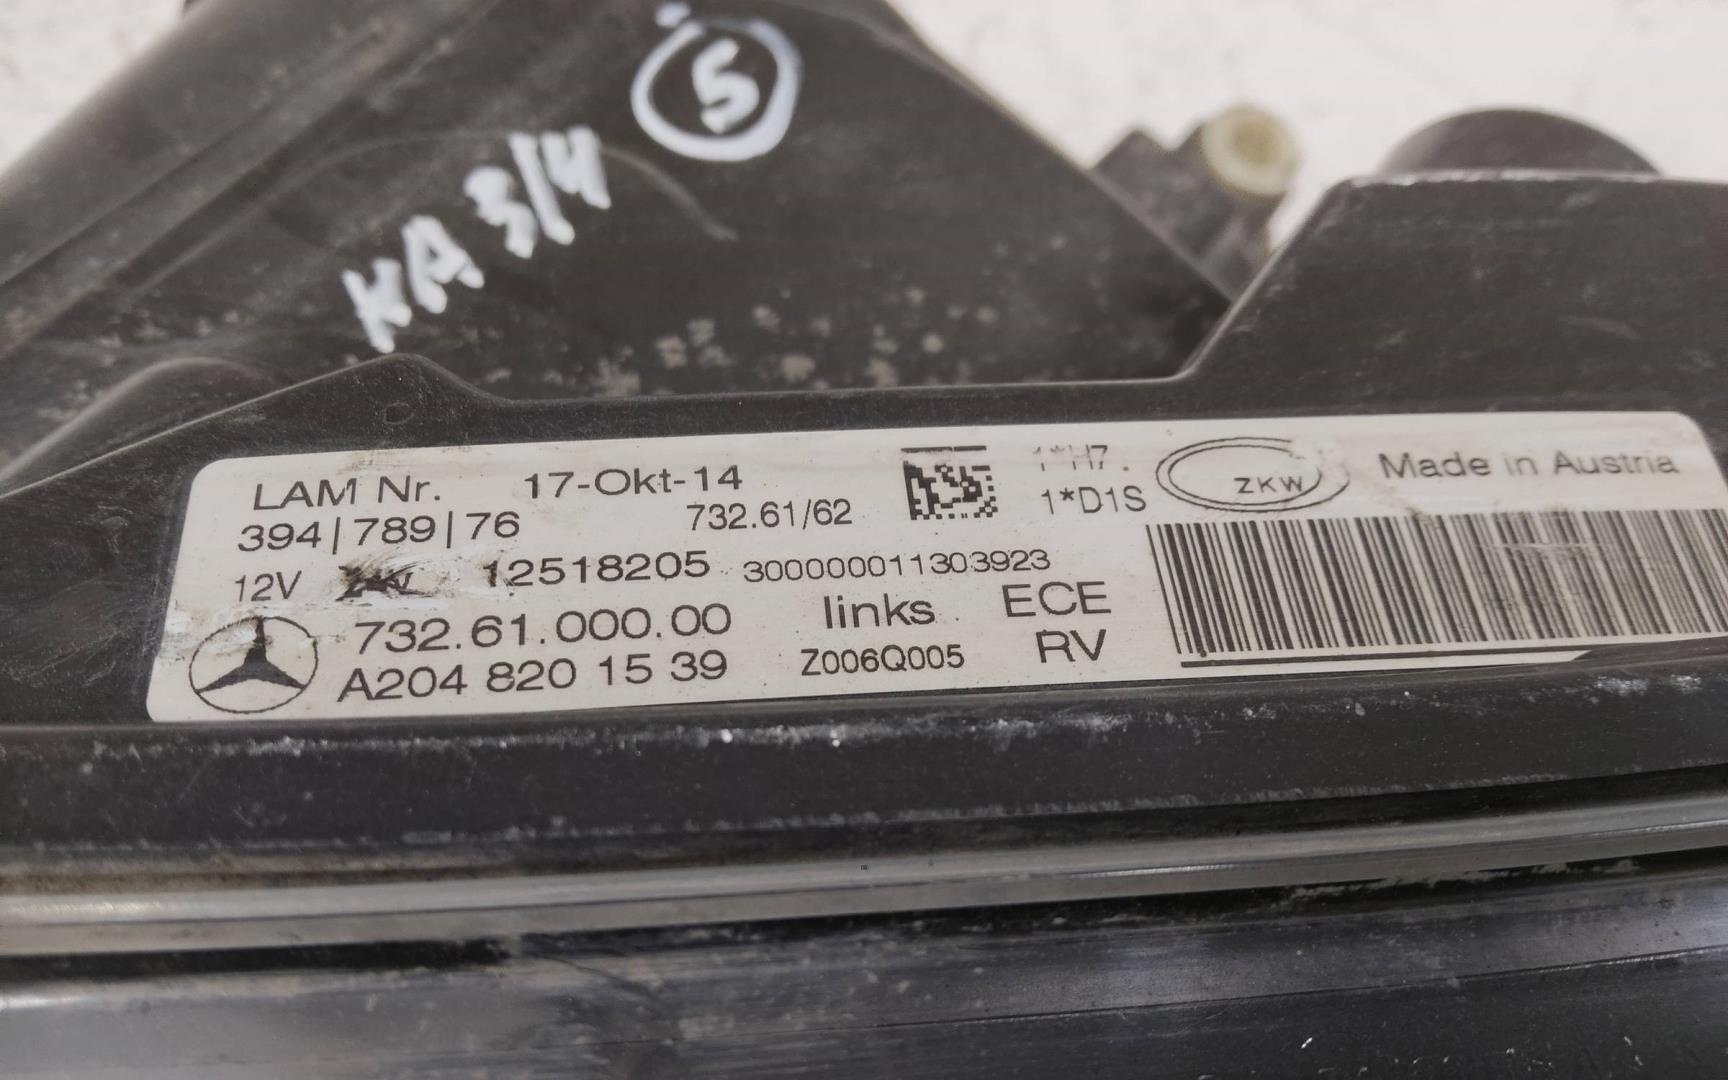 5
KA 3/4
LAM Nr. 17-Okt-14
1*H7.
ZKW
Made in Austria
394|789|76 732.61/62
1*D1S
12V 12518205 300000011303923
732.61.000.00 links ECE
A204 820 15 39 Z006Q005 RV